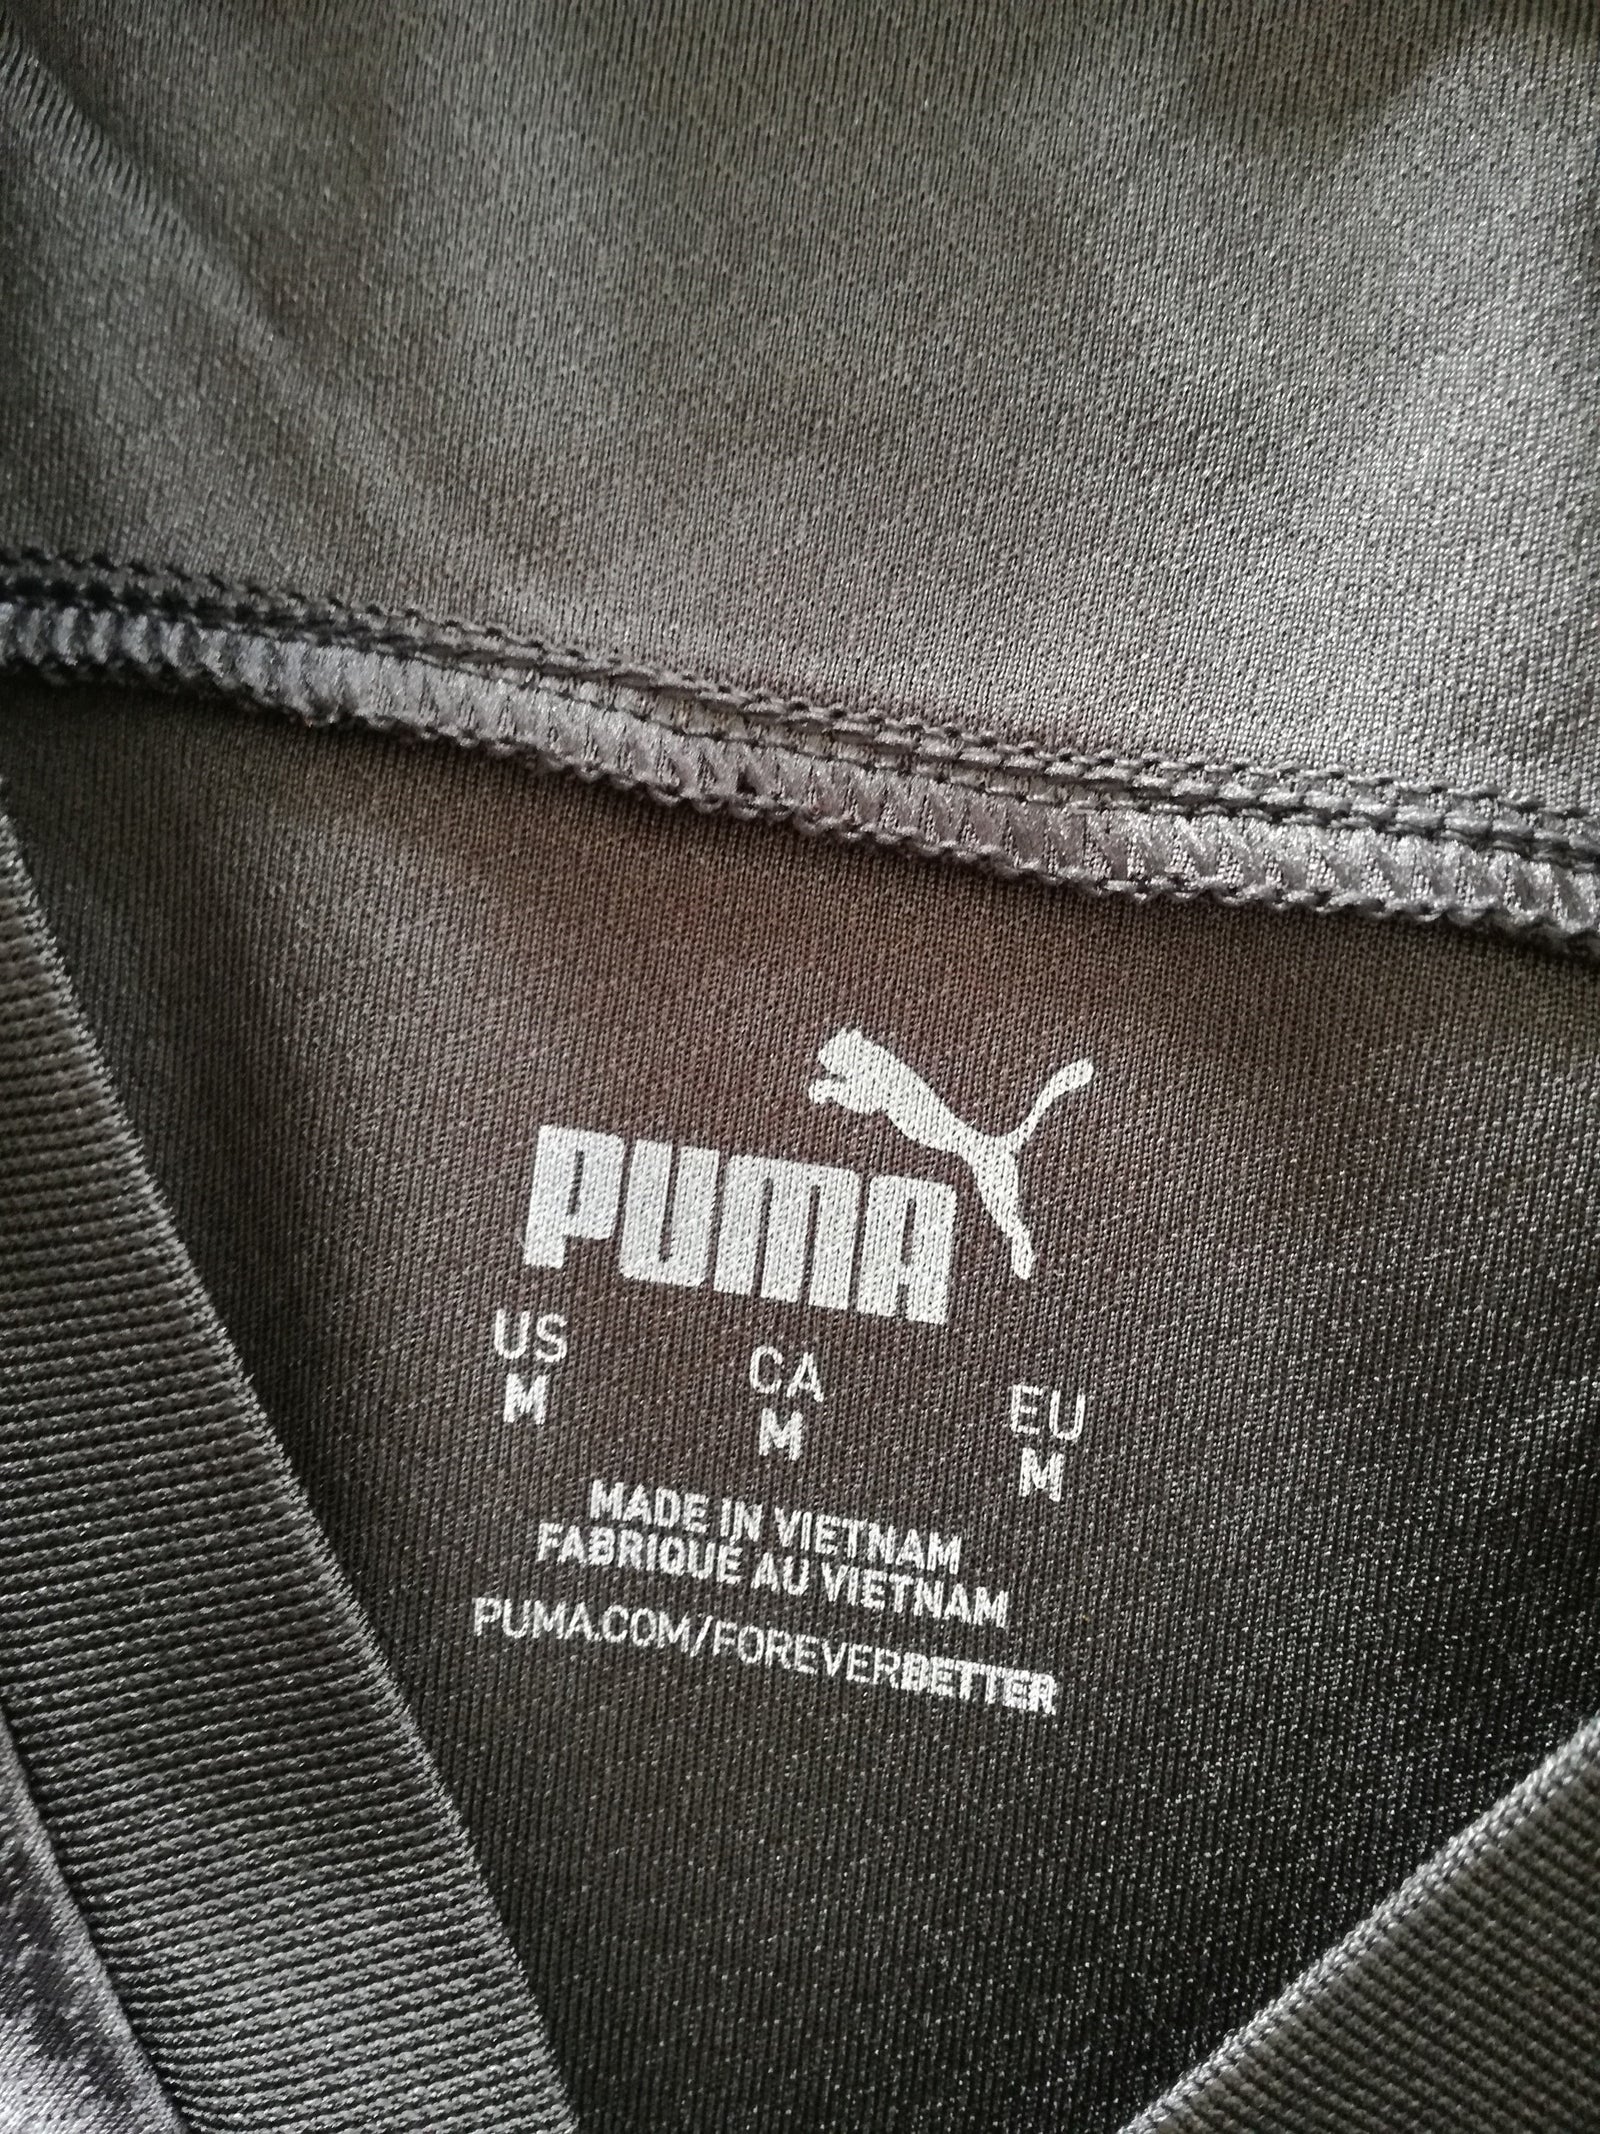 PUMA
US CA EU
M M M
MADE IN VIETNAM
FABRIQUÉ AU VIETNAM
PUMA.COM/FOREVERBETTER